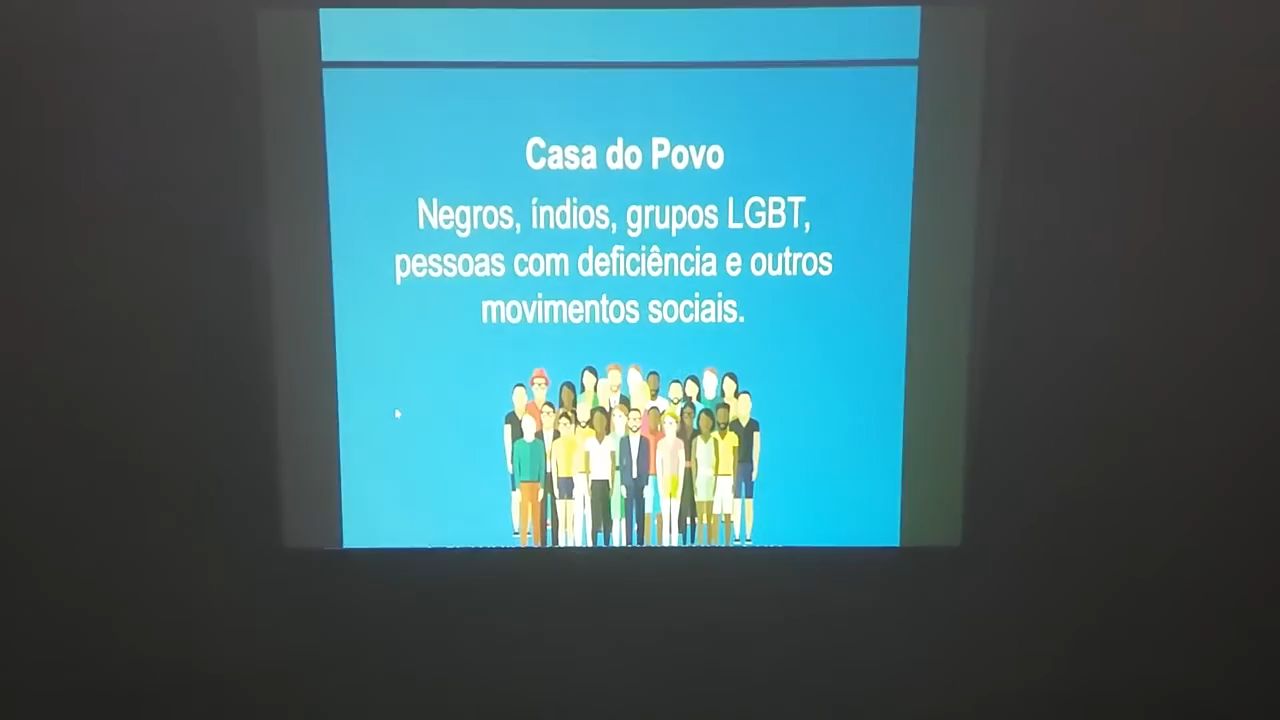 Casa do Povo
Negros, índios, grupos LGBT,
pessoas com deficiência e outros
movimentos sociais.